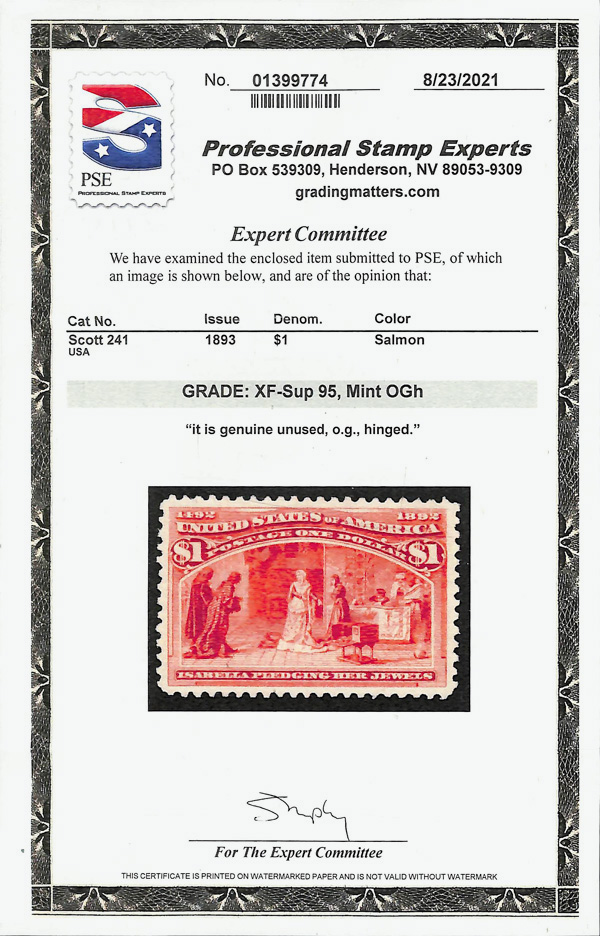 No. 01399774 8/23/2021
PSE
PROFESSIONAL STAMP EXPERTS
Professional Stamp Experts
PO Box 539309, Henderson, NV 89053-9309
gradingmatters.com
Expert Committee
We have examined the enclosed item submitted to PSE, of which
an image is shown below, and are of the opinion that:
Cat No. Issue Denom. Color
Scott 241 1893 $1 Salmon
USA
GRADE: XF-Sup 95, Mint OGh
“it is genuine unused, o.g., hinged.”
1492 1892
UNITED STATES OF AMERICA
$1 POSTAGE ONE DOLLAR $1
ISABELLA PLEDGING HER JEWELS
For The Expert Committee
THIS CERTIFICATE IS PRINTED ON WATERMARKED PAPER AND IS NOT VALID WITHOUT WATERMARK